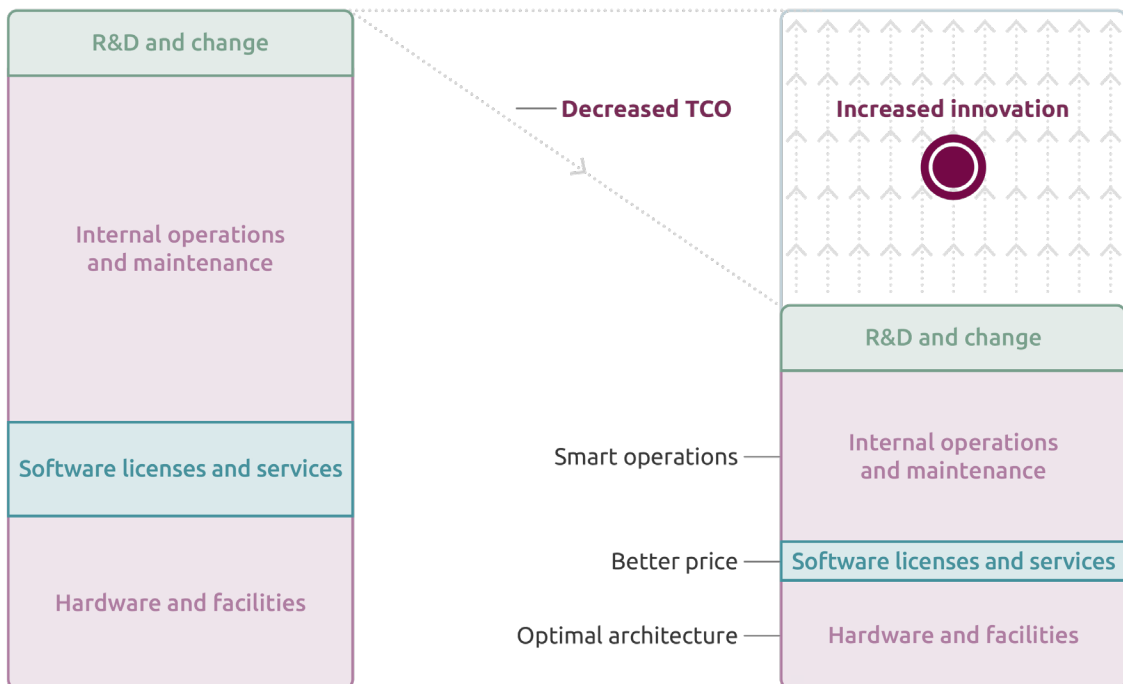 R&D and change
Internal operations
and maintenance
Software licenses and services
Hardware and facilities
Decreased TCO
Smart operations
Better price
Optimal architecture
Increased innovation
R&D and change
Internal operations
and maintenance
Software licenses and services
Hardware and facilities